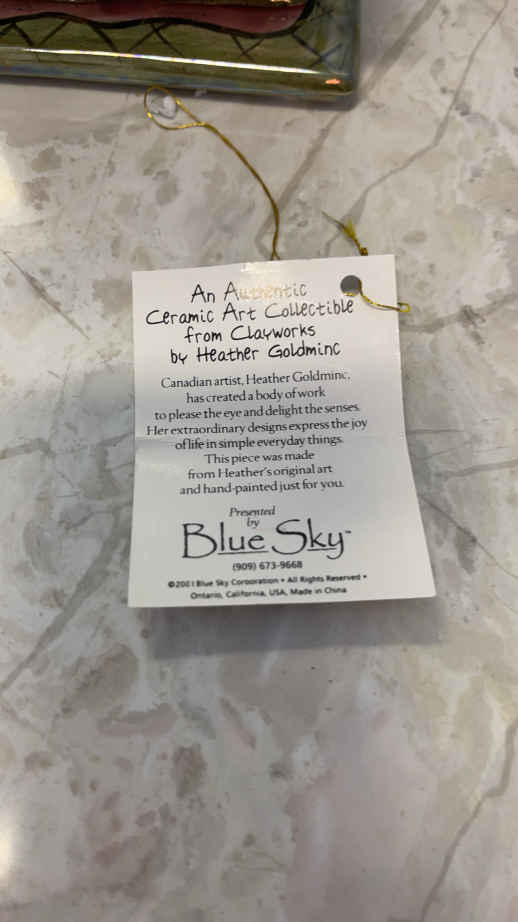 An Authentic
Ceramic Art Collectible
from Clayworks
by Heather Goldminc
Canadian artist, Heather Goldminc,
has created a body of work
to please the eye and delight the senses.
Her extraordinary designs express the joy
of life in simple everyday things.
This piece was made
from Heather's original art
and hand-painted just for you.
Presented
by
Blue Sky™
(909) 673-9668
©2001 Blue Sky Corporation • All Rights Reserved •
Ontario, California, USA, Made in China